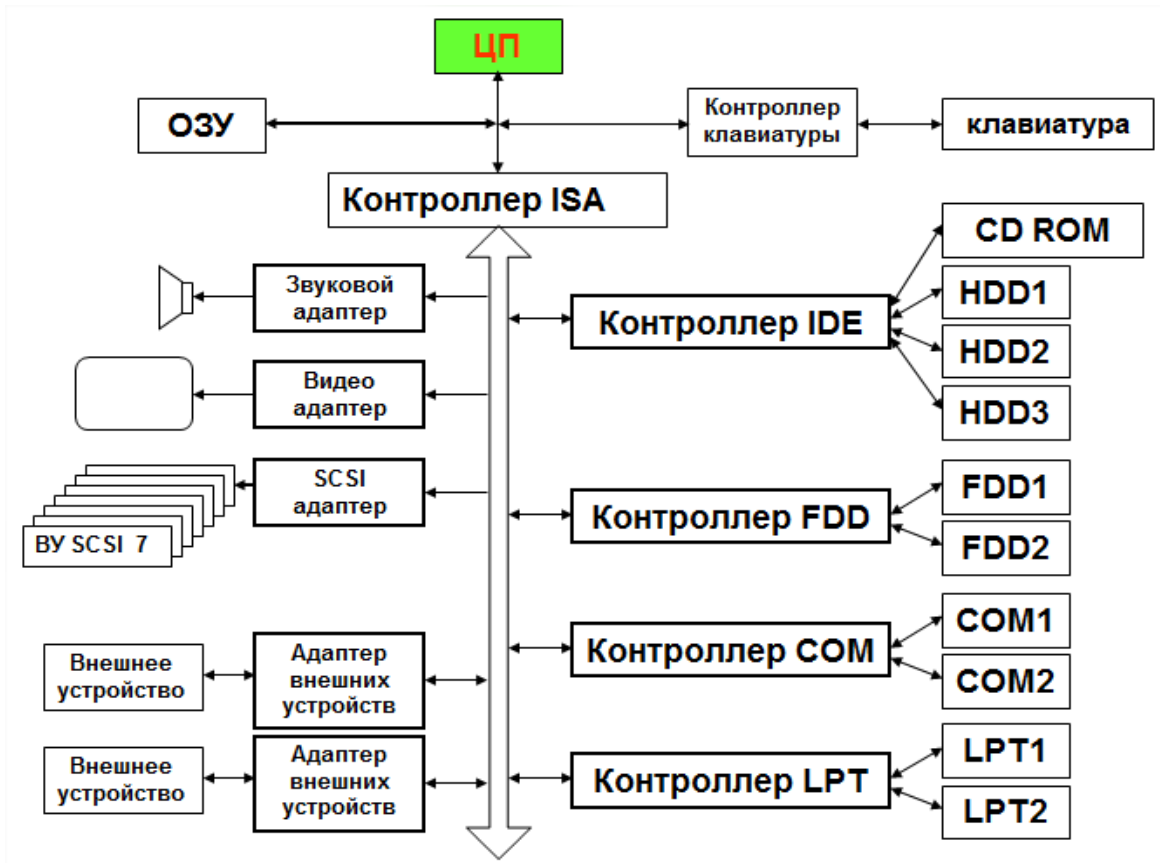 ЦП
ОЗУ
Контроллер
клавиатуры
клавиатура
Контроллер ISA
CD ROM
Звуковой
адаптер
Контроллер IDE
HDD1
HDD2
HDD3
Видео
адаптер
SCSI
адаптер
ВУ SCSI 7
Контроллер FDD
FDD1
FDD2
Внешнее
устройство
Адаптер
внешних
устройств
Контроллер COM
COM1
COM2
Внешнее
устройство
Адаптер
внешних
устройств
Контроллер LPT
LPT1
LPT2